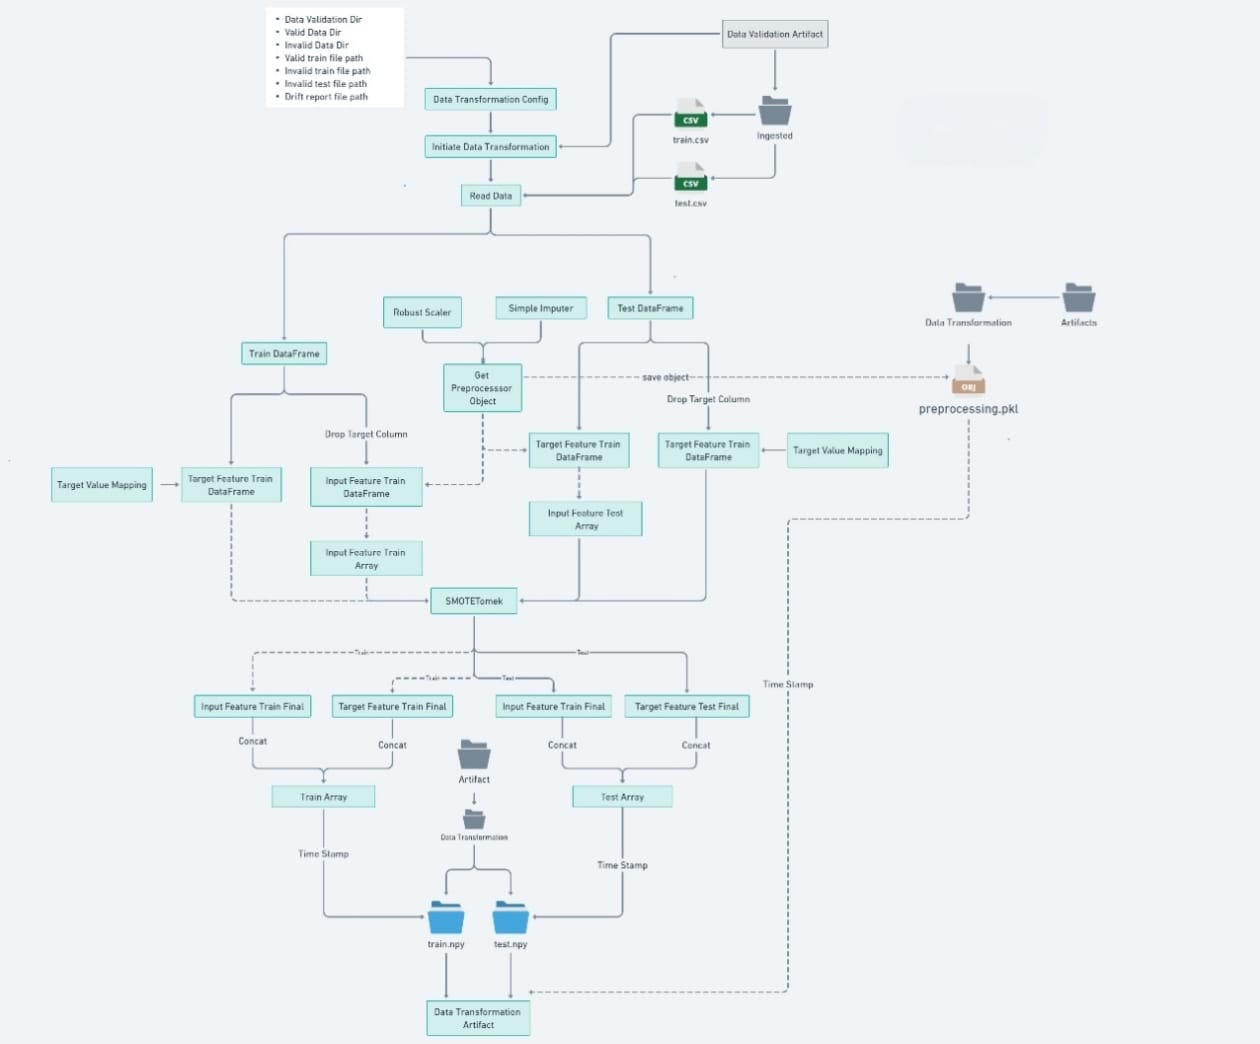 • Data Validation Dir
• Valid Data Dir
• Invalid Data Dir
• Valid train file path
• Invalid train file path
• Invalid test file path
• Drift report file path
Data Validation Artifact
Data Transformation Config
CSV
train.csv
Ingested
Initiate Data Transformation
CSV
test.csv
Read Data
Robust Scaler
Simple Imputer
Test DataFrame
Data Transformation
Artifacts
Train DataFrame
Get
Preprocesssor
Object
save object
OBJ
preprocessing.pkl
Drop Target Column
Drop Target Column
Target Feature Train
DataFrame
Target Feature Train
DataFrame
Target Value Mapping
Target Value Mapping
Target Feature Train
DataFrame
Input Feature Train
DataFrame
Input Feature Test
Array
Input Feature Train
Array
SMOTETomek
Train
Test
Train
Test
Time Stamp
Input Feature Train Final
Target Feature Train Final
Input Feature Train Final
Target Feature Test Final
Concat
Concat
Concat
Concat
Artifact
Train Array
Test Array
Data Transformation
Time Stamp
Time Stamp
train.npy
test.npy
Data Transformation
Artifact